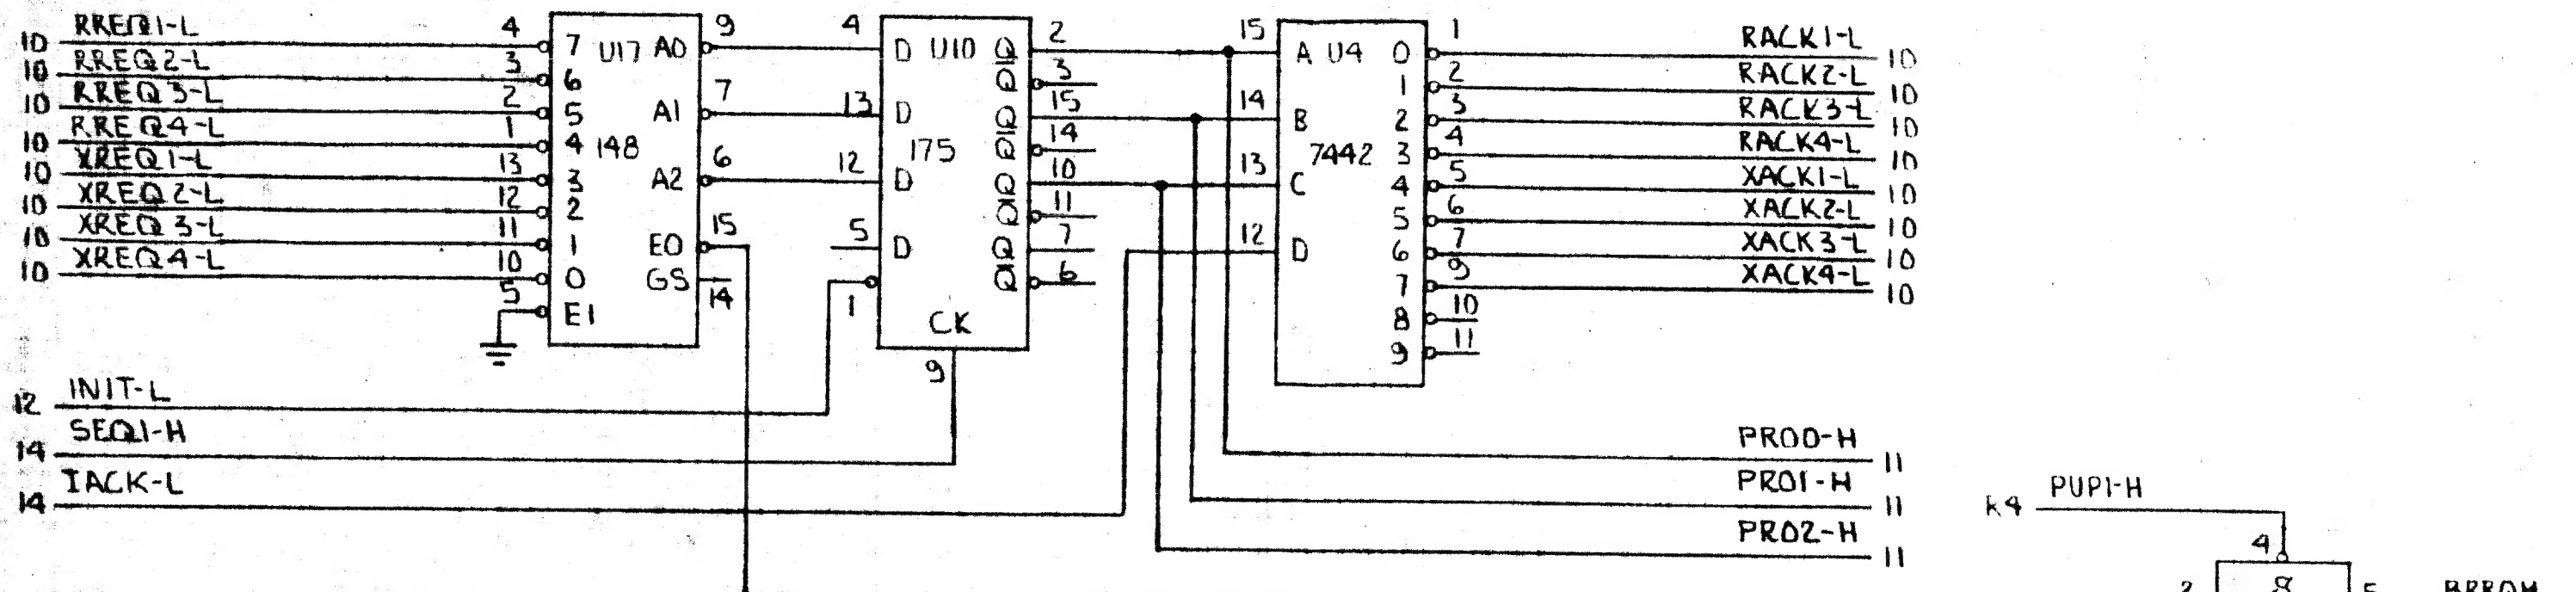 10 RREQ1-L 4 7 U17 A0 9 4 D U10 Q 2 15 A U4 0 1 RACK1-L 10
10 RREQ2-L 3 6 Q 3 1 2 RACK2-L 10
10 RREQ3-L 2 5 A1 7 13 D Q 15 14 B 2 3 RACK3-L 10
10 RREQ4-L 1 4 148 175 Q 14 7442 3 4 RACK4-L 10
10 XREQ1-L 13 3 A2 6 12 D Q 10 13 C 4 5 XACK1-L 10
10 XREQ2-L 12 2 Q 11 5 6 XACK2-L 10
10 XREQ3-L 11 1 EO 15 5 D Q 7 12 D 6 7 XACK3-L 10
10 XREQ4-L 10 0 GS 14 1 Q 6 7 9 XACK4-L 10
5 EI CK 8 10
9 9 11
12 INIT-L
14 SEQ1-H PRO0-H 11
14 IACK-L PRO1-H 11
PRO2-H 11
K4 PUP1-H
4
8 5